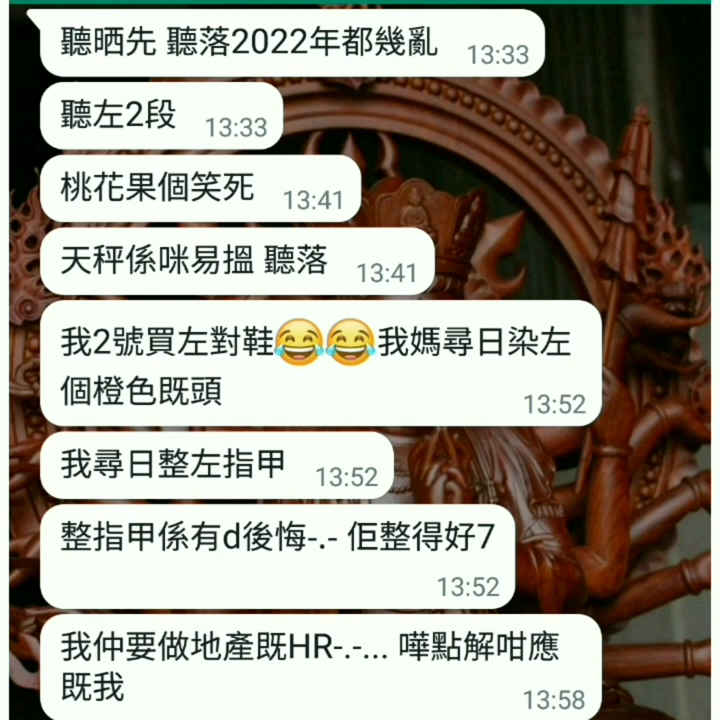 聽晒先 聽落2022年都幾亂 13:33
聽左2段 13:33
桃花果個笑死 13:41
天秤係咪易搵 聽落 13:41
我2號買左對鞋😂😂我媽尋日染左
個橙色既頭 13:52
我尋日整左指甲 13:52
整指甲係有d後悔-.- 佢整得好7
13:52
我仲要做地產既HR-.-... 嘩點解咁應
既我 13:58